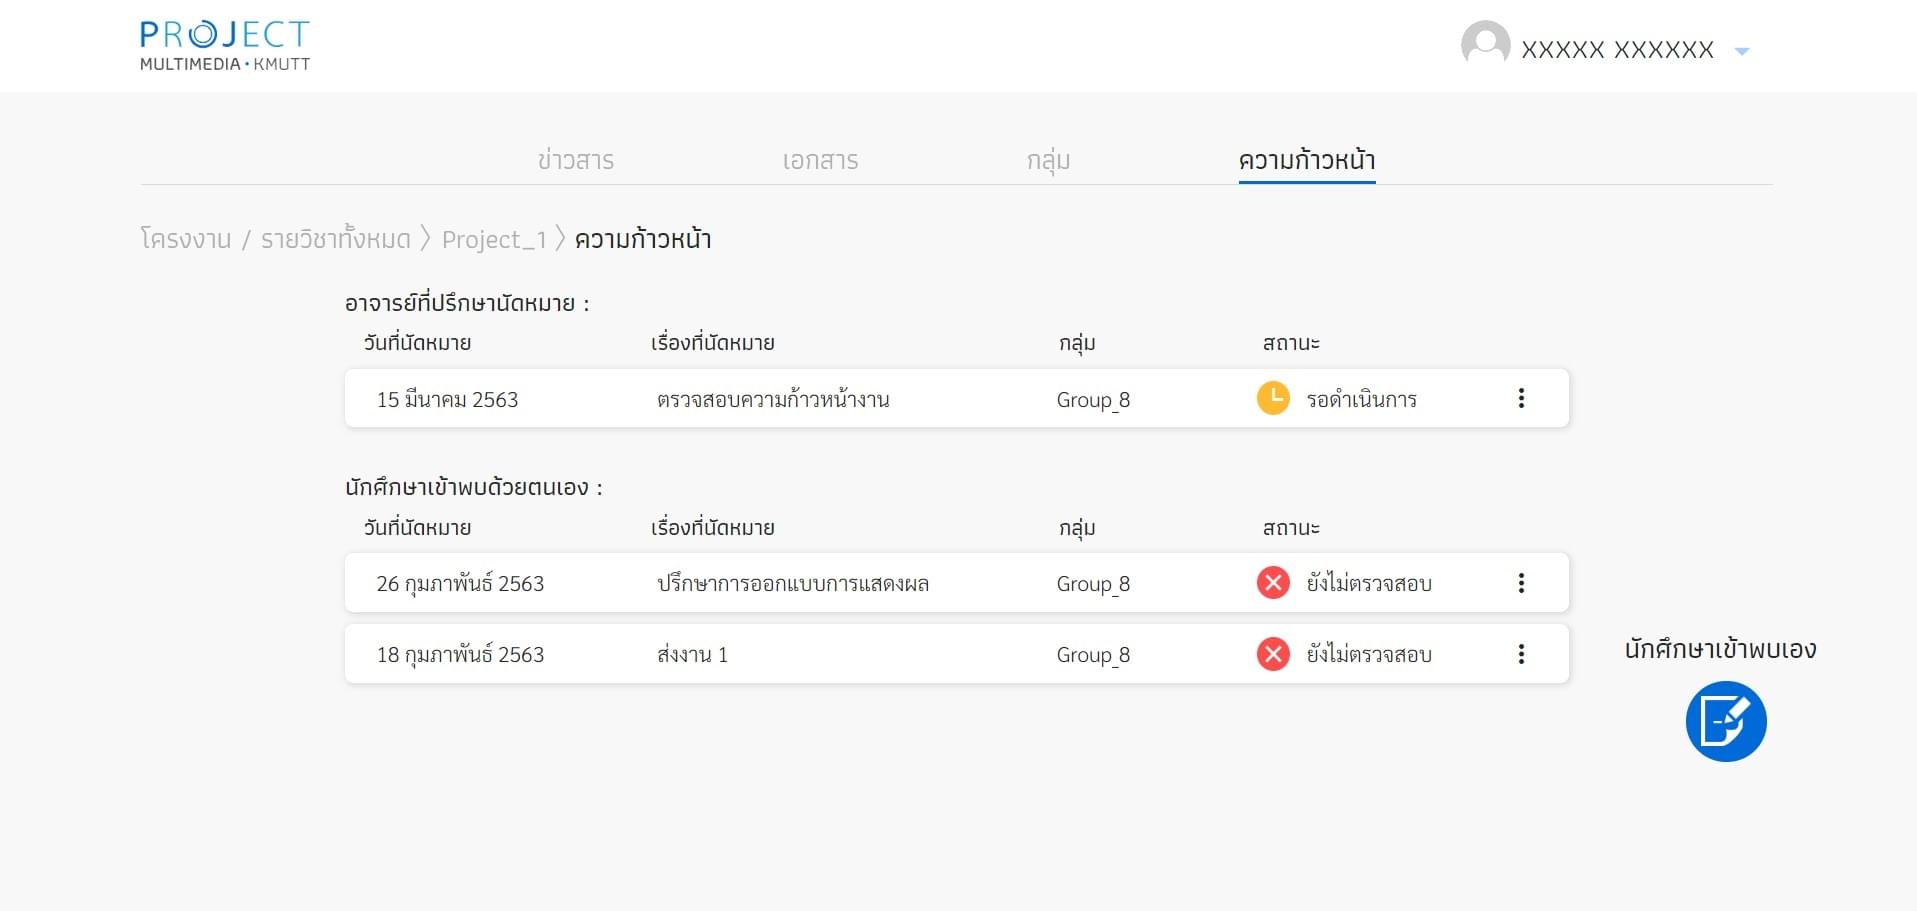 PROJECT
MULTIMEDIA • KMUTT
XXXXX XXXXXX
ข่าวสาร เอกสาร กลุ่ม ความก้าวหน้า
โครงงาน / รายวิชาทั้งหมด 〉 Project_1 〉 ความก้าวหน้า
อาจารย์ที่ปรึกษานัดหมาย :
วันที่นัดหมาย เรื่องที่นัดหมาย กลุ่ม สถานะ
15 มีนาคม 2563 ตรวจสอบความก้าวหน้างาน Group_8 รอดำเนินการ
นักศึกษาเข้าพบด้วยตนเอง :
วันที่นัดหมาย เรื่องที่นัดหมาย กลุ่ม สถานะ
26 กุมภาพันธ์ 2563 ปรึกษาการออกแบบการแสดงผล Group_8 ยังไม่ตรวจสอบ
18 กุมภาพันธ์ 2563 ส่งงาน 1 Group_8 ยังไม่ตรวจสอบ
นักศึกษาเข้าพบเอง